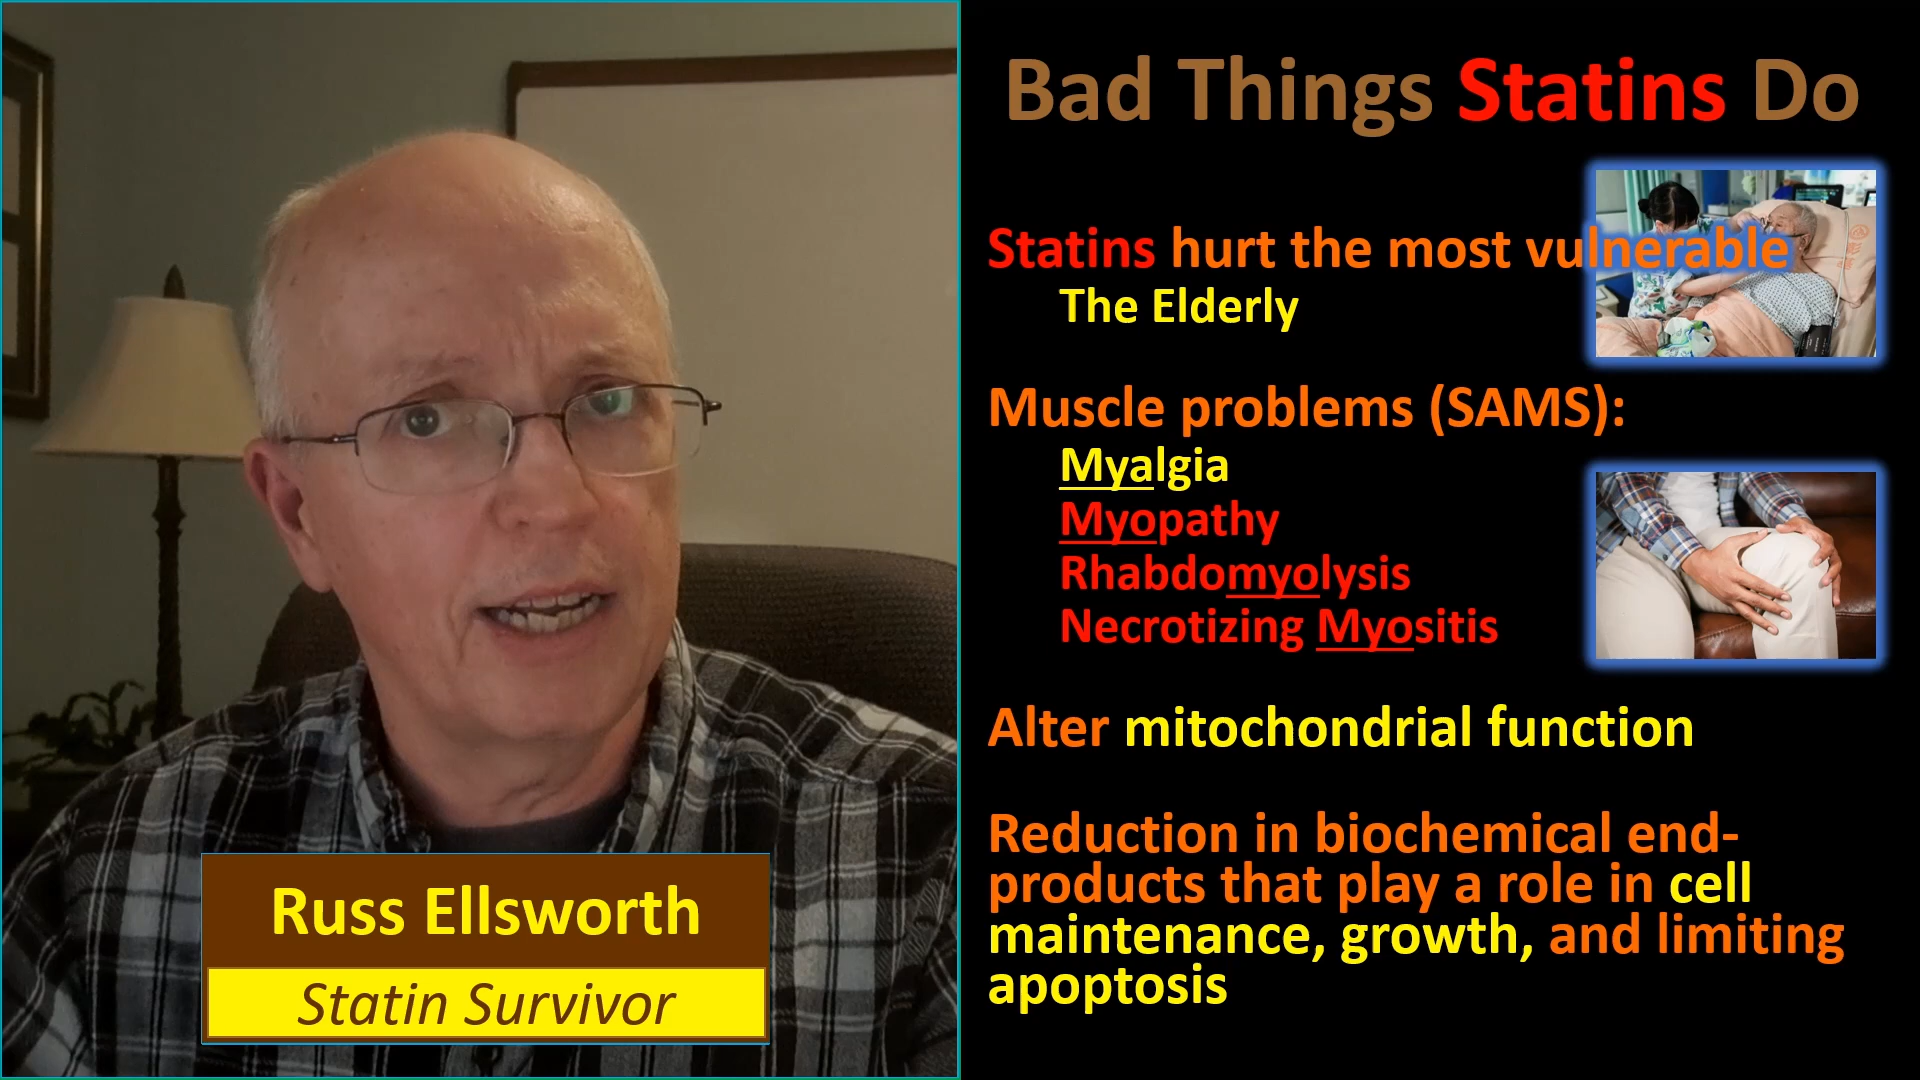 Bad Things Statins Do
Statins hurt the most vulnerable
The Elderly
Muscle problems (SAMS):
Myalgia
Myopathy
Rhabdomyolysis
Necrotizing Myositis
Alter mitochondrial function
Reduction in biochemical end-
products that play a role in cell
maintenance, growth, and limiting
apoptosis
Russ Ellsworth
Statin Survivor